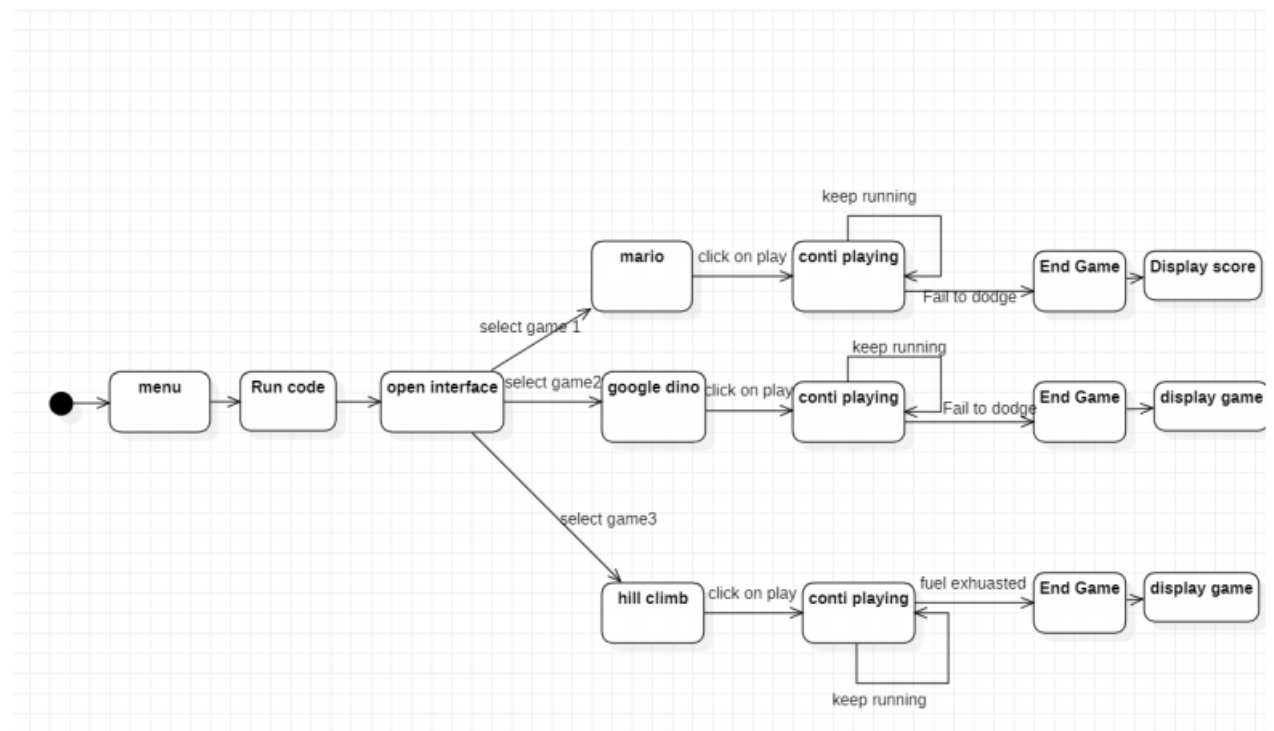 keep running
mario
click on play
conti playing
Fail to dodge
End Game
Display score
select game 1
menu
Run code
open interface
select game2
google dino
click on play
keep running
conti playing
Fail to dodge
End Game
display game
select game3
hill climb
click on play
conti playing
fuel exhuasted
End Game
display game
keep running